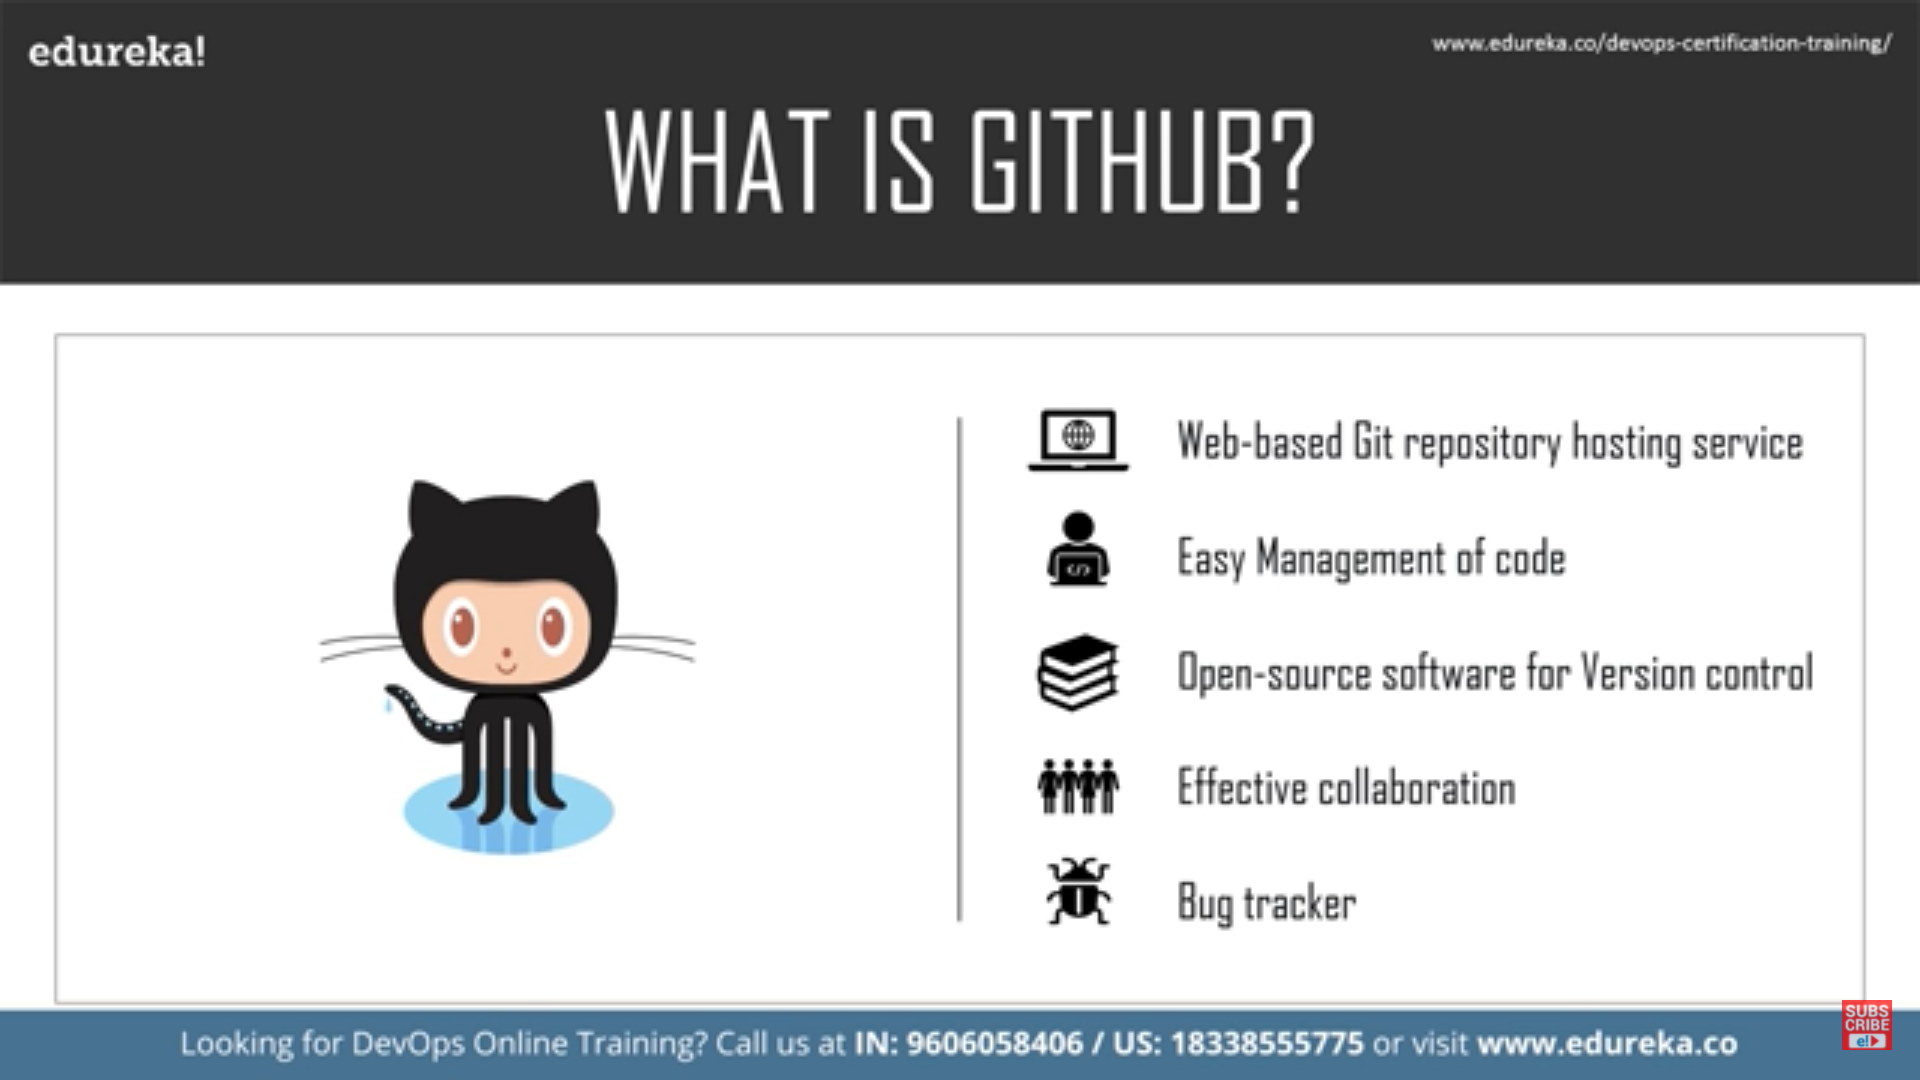 edureka!
www.edureka.co/devops-certification-training/
WHAT IS GITHUB?
Web-based Git repository hosting service
Easy Management of code
</>
Open-source software for Version control
Effective collaboration
Bug tracker
Looking for DevOps Online Training? Call us at IN: 9606058406 / US: 18338555775 or visit www.edureka.co
SUBS
CRIBE
e!